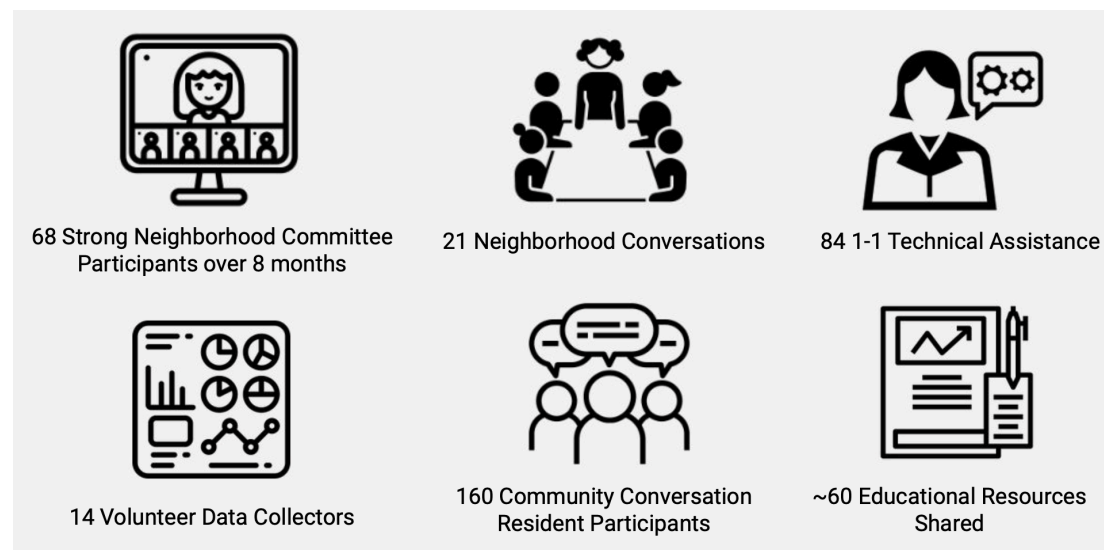 68 Strong Neighborhood Committee
Participants over 8 months
21 Neighborhood Conversations
84 1-1 Technical Assistance
14 Volunteer Data Collectors
160 Community Conversation
Resident Participants
~60 Educational Resources
Shared